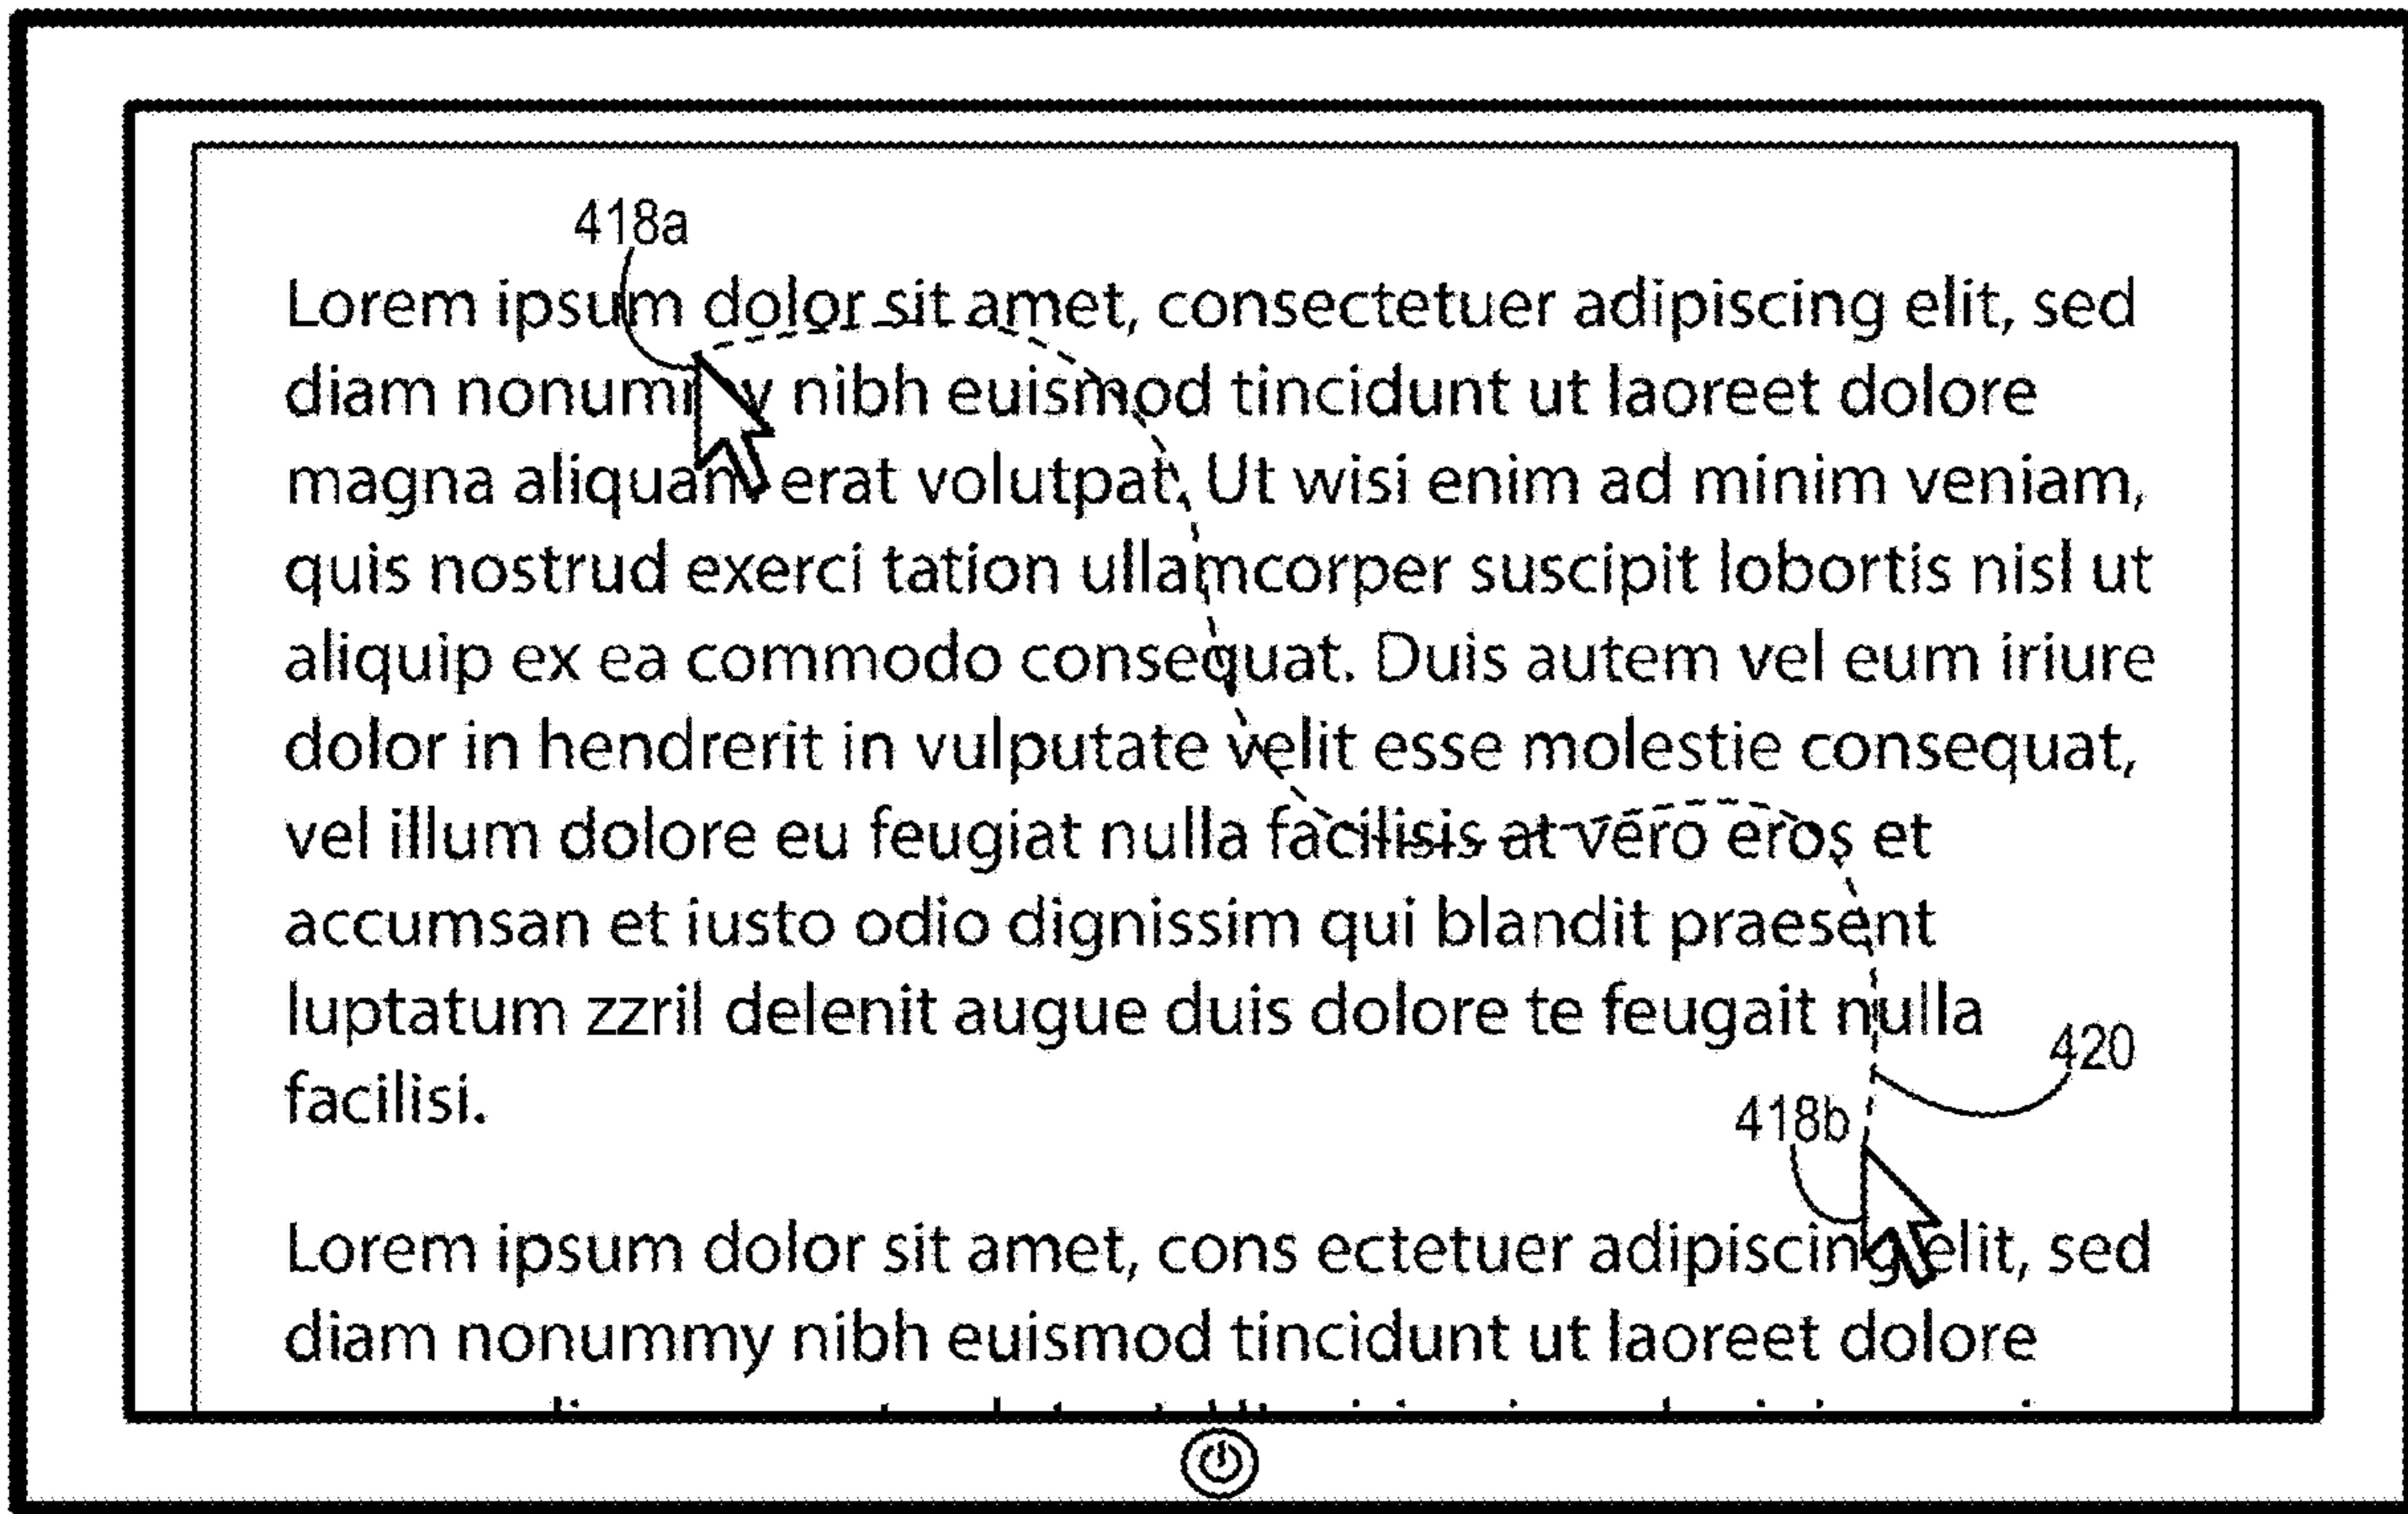 418a
Lorem ipsum dolor sit amet, consectetuer adipiscing elit, sed
diam nonummy nibh euismod tincidunt ut laoreet dolore
magna aliquam erat volutpat. Ut wisi enim ad minim veniam,
quis nostrud exerci tation ullamcorper suscipit lobortis nisl ut
aliquip ex ea commodo consequat. Duis autem vel eum iriure
dolor in hendrerit in vulputate velit esse molestie consequat,
vel illum dolore eu feugiat nulla facilisis at vero eros et
accumsan et iusto odio dignissim qui blandit praesent
luptatum zzril delenit augue duis dolore te feugait nulla
420
facilisi.
418b
Lorem ipsum dolor sit amet, cons ectetuer adipiscing elit, sed
diam nonummy nibh euismod tincidunt ut laoreet dolore